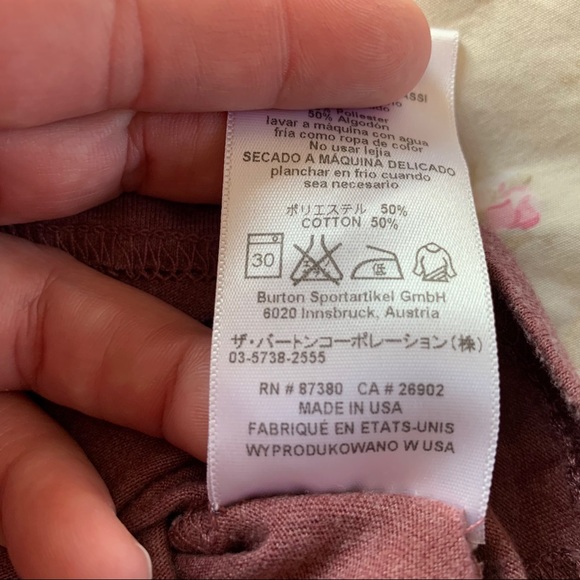 ASSI
Poliéster
50% Algodón
lavar a máquina con agua
fría como ropa de color
No usar lejía
SECADO A MÁQUINA DELICADO
planchar en frio cuando
sea necesario
ポリエステル 50%
COTTON 50%
30
Burton Sportartikel GmbH
6020 Innsbruck, Austria
ザ・バートンコーポレーション(株)
03-5738-2555
RN # 87380 CA # 26902
MADE IN USA
FABRIQUÉ EN ETATS-UNIS
WYPRODUKOWANO W USA